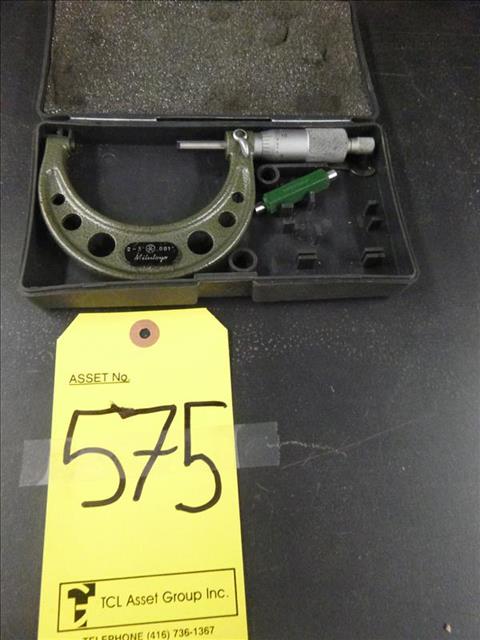 2-3" .001"
Mitutoyo
ASSET No.
575
TCL Asset Group Inc.
TELEPHONE (416) 736-1367